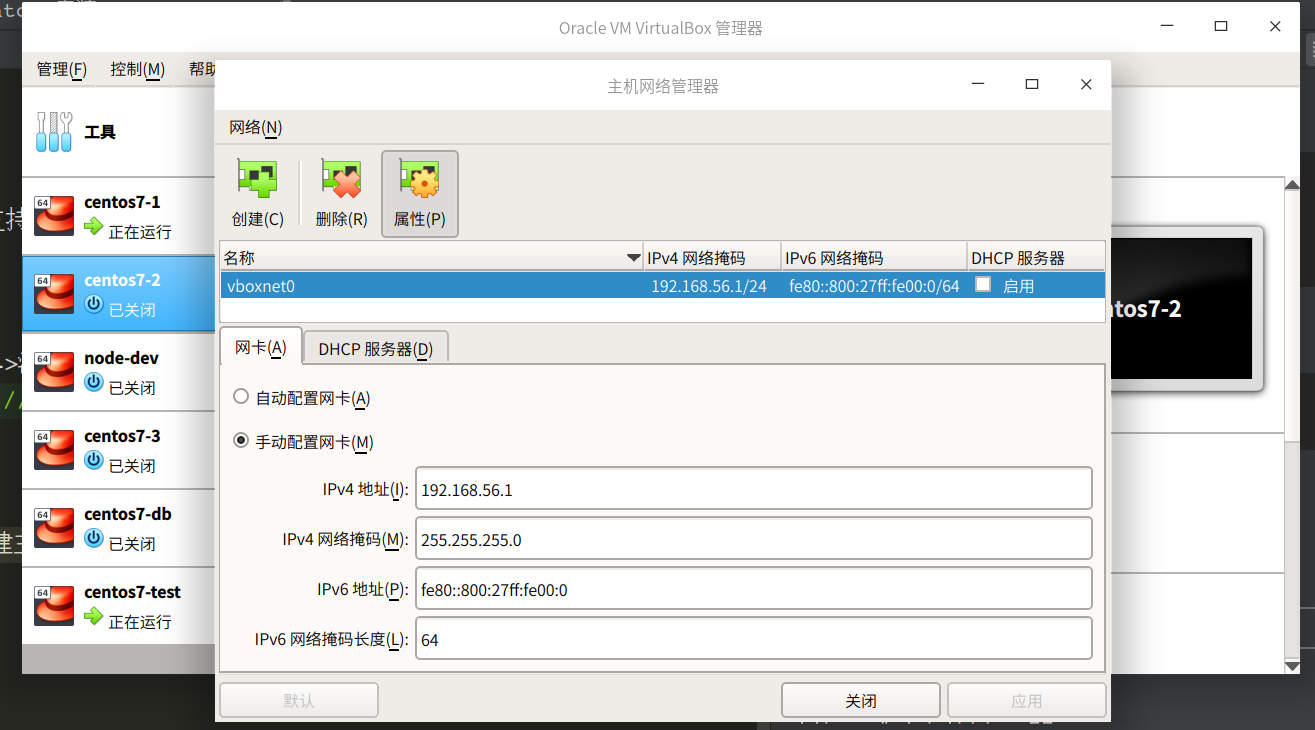 Oracle VM VirtualBox 管理器
管理(F) 控制(M) 帮助
工具
64 centos7-1
正在运行
64 centos7-2
已关闭
64 node-dev
已关闭
64 centos7-3
已关闭
64 centos7-db
已关闭
64 centos7-test
正在运行
主机网络管理器
网络(N)
创建(C) 删除(R) 属性(P)
名称 IPv4 网络掩码 IPv6 网络掩码 DHCP 服务器
vboxnet0 192.168.56.1/24 fe80::800:27ff:fe00:0/64 启用
网卡(A) DHCP 服务器(D)
自动配置网卡(A)
手动配置网卡(M)
IPv4 地址(I): 192.168.56.1
IPv4 网络掩码(M): 255.255.255.0
IPv6 地址(P): fe80::800:27ff:fe00:0
IPv6 网络掩码长度(L): 64
默认 关闭 应用
tos7-2
支持
->
//
建主